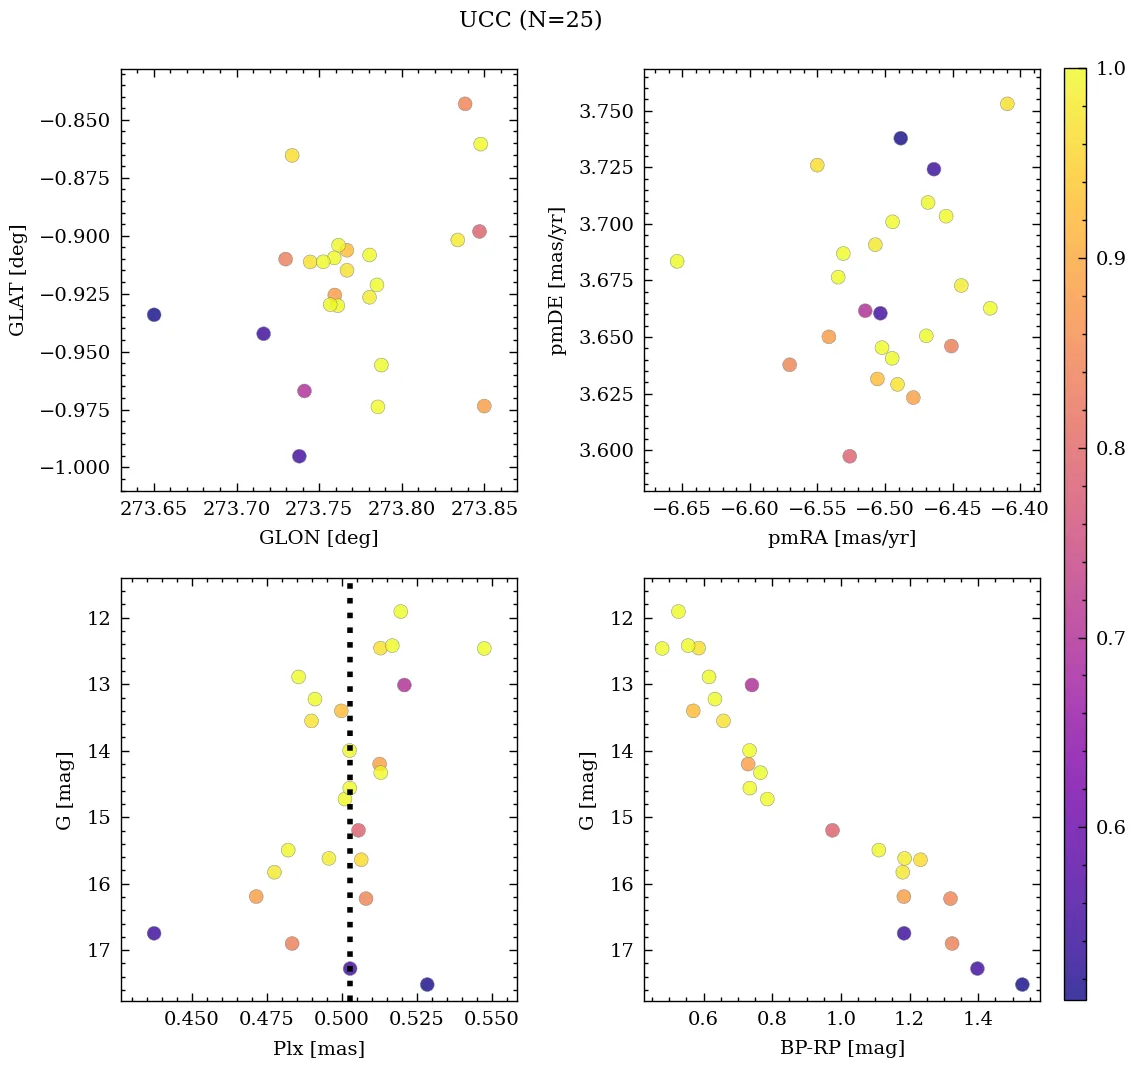 UCC (N=25)
−0.850
−0.875
−0.900
−0.925
−0.950
−0.975
−1.000
GLAT [deg]
273.65 273.70 273.75 273.80 273.85
GLON [deg]
3.750
3.725
3.700
3.675
3.650
3.625
3.600
pmDE [mas/yr]
−6.65 −6.60 −6.55 −6.50 −6.45 −6.40
pmRA [mas/yr]
12
13
14
15
16
17
G [mag]
0.450 0.475 0.500 0.525 0.550
Plx [mas]
12
13
14
15
16
17
G [mag]
0.6 0.8 1.0 1.2 1.4
BP-RP [mag]
1.0
0.9
0.8
0.7
0.6